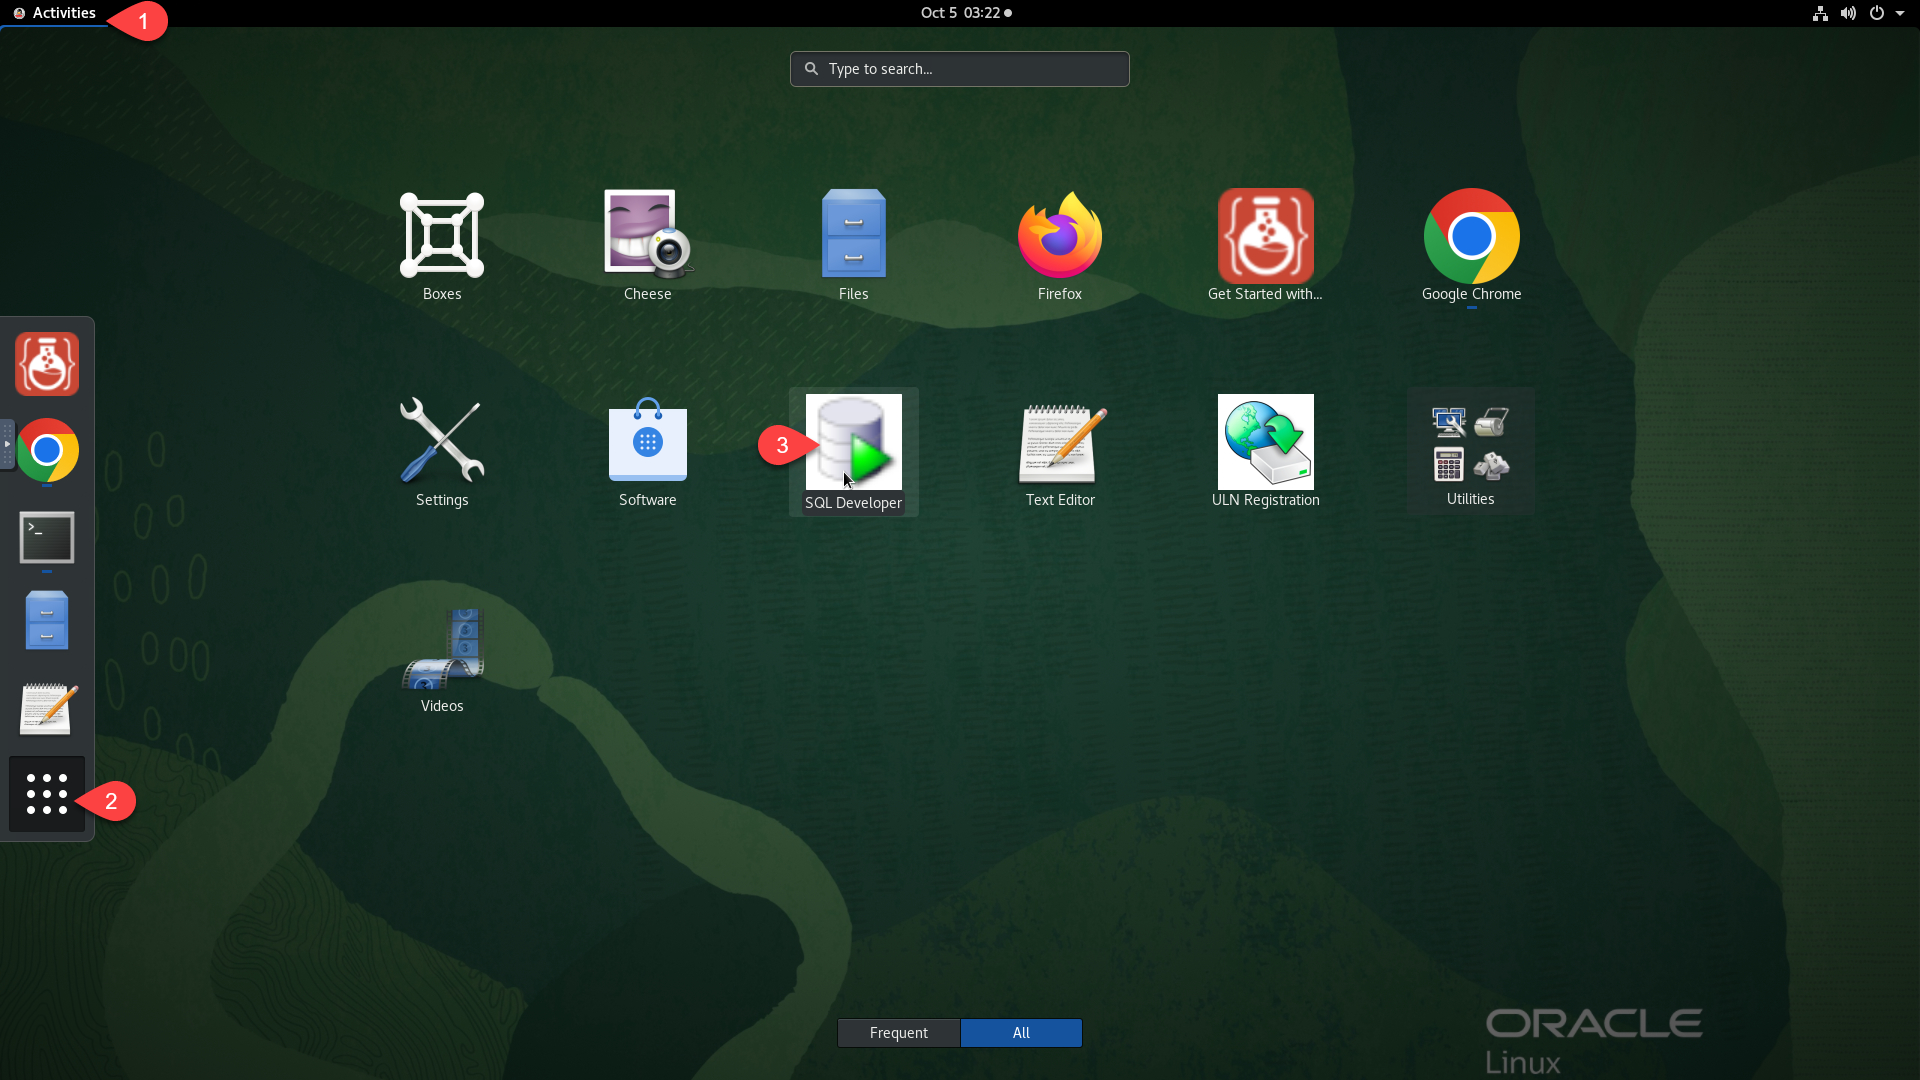 Activities
1
Oct 5 03:22
Type to search...
Boxes
Cheese
Files
Firefox
Get Started with...
Google Chrome
3
Settings
Software
SQL Developer
Text Editor
ULN Registration
Utilities
Videos
2
Frequent
All
ORACLE
Linux